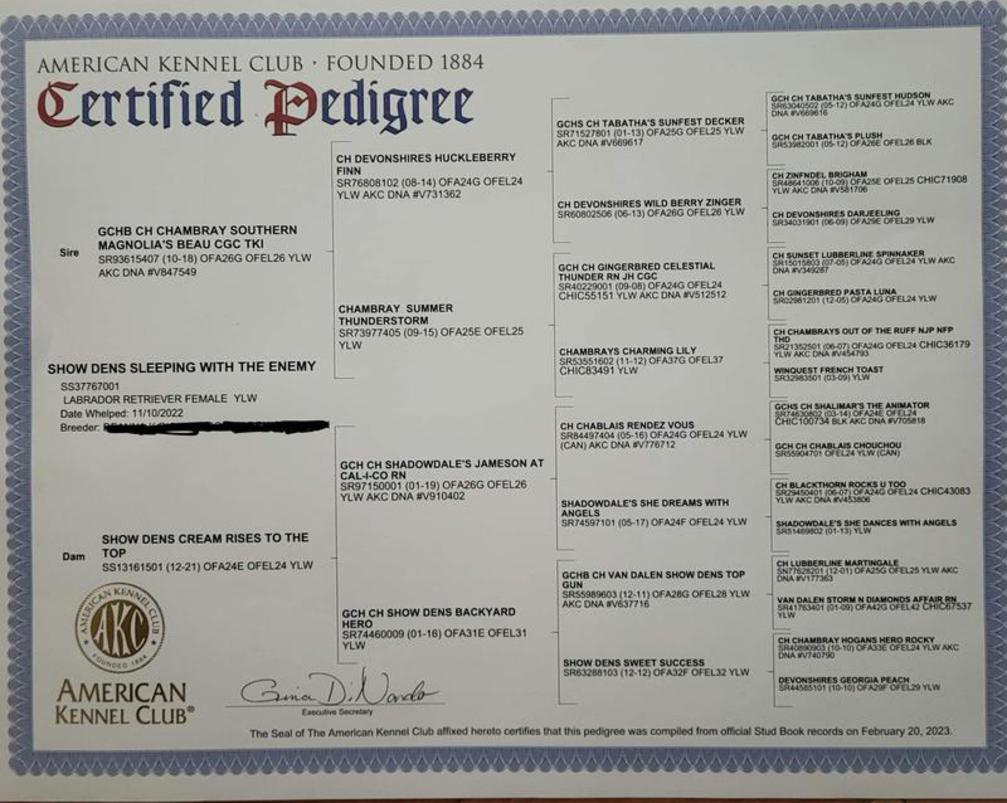 AMERICAN KENNEL CLUB · FOUNDED 1884
Certified Pedigree
Sire
GCHB CH CHAMBRAY SOUTHERN
MAGNOLIA'S BEAU CGC TKI
SR93615407 (10-18) OFA26G OFEL26 YLW
AKC DNA #V847549
SHOW DENS SLEEPING WITH THE ENEMY
SS37767001
LABRADOR RETRIEVER FEMALE YLW
Date Whelped: 11/10/2022
Breeder:
Dam
SHOW DENS CREAM RISES TO THE
TOP
SS13161501 (12-21) OFA24E OFEL24 YLW
CH DEVONSHIRES HUCKLEBERRY
FINN
SR76808102 (08-14) OFA24G OFEL24
YLW AKC DNA #V731362
CHAMBRAY SUMMER
THUNDERSTORM
SR73977405 (09-15) OFA25E OFEL25
YLW
GCH CH SHADOWDALE'S JAMESON AT
CAL-I-CO RN
SR97150001 (01-19) OFA26G OFEL26
YLW AKC DNA #V910402
GCH CH SHOW DENS BACKYARD
HERO
SR74460009 (01-16) OFA31E OFEL31
YLW
GCHS CH TABATHA'S SUNFEST DECKER
SR71527801 (01-13) OFA25G OFEL25 YLW
AKC DNA #V669617
CH DEVONSHIRES WILD BERRY ZINGER
SR60802506 (06-13) OFA26G OFEL26 YLW
GCH CH GINGERBRED CELESTIAL
THUNDER RN JH CGC
SR40229001 (09-08) OFA24G OFEL24
CHIC55151 YLW AKC DNA #V512512
CHAMBRAYS CHARMING LILY
SR53551602 (11-12) OFA37G OFEL37
CHIC83491 YLW
CH CHABLAIS RENDEZ VOUS
SR84497404 (05-16) OFA24G OFEL24 YLW
(CAN) AKC DNA #V776712
SHADOWDALE'S SHE DREAMS WITH
ANGELS
SR74597101 (05-17) OFA24F OFEL24 YLW
GCHB CH VAN DALEN SHOW DENS TOP
GUN
SR55989603 (12-11) OFA28G OFEL28 YLW
AKC DNA #V637716
SHOW DENS SWEET SUCCESS
SR63288103 (12-12) OFA32F OFEL32 YLW
GCH CH TABATHA'S SUNFEST HUDSON
SR63040502 (05-12) OFA24G OFEL24 YLW AKC
DNA #V669616
GCH CH TABATHA'S PLUSH
SR53982001 (05-12) OFA26E OFEL26 BLK
CH ZINFNDEL BRIGHAM
SR48641006 (10-09) OFA25E OFEL25 CHIC71908
YLW AKC DNA #V581706
CH DEVONSHIRES DARJEELING
SR34031901 (06-09) OFA29E OFEL29 YLW
CH SUNSET LUBBERLINE SPINNAKER
SR15015803 (07-05) OFA24G OFEL24 YLW AKC
DNA #V349287
CH GINGERBRED PASTA LUNA
SR02981201 (12-05) OFA24G OFEL24 YLW
CH CHAMBRAYS OUT OF THE RUFF NJP NFP
THD
SR21352501 (06-07) OFA24G OFEL24 CHIC36179
YLW AKC DNA #V454793
WINQUEST FRENCH TOAST
SR32983501 (03-09) YLW
GCHS CH SHALIMAR'S THE ANIMATOR
SR74630802 (03-14) OFA24E OFEL24
CHIC100734 BLK AKC DNA #V705818
GCH CH CHABLAIS CHOUCHOU
SR55904701 OFEL24 YLW (CAN)
CH BLACKTHORN ROCKS U TOO
SR29450401 (06-07) OFA24G OFEL24 CHIC43083
YLW AKC DNA #V453806
SHADOWDALE'S SHE DANCES WITH ANGELS
SR51469802 (01-13) YLW
CH LUBBERLINE MARTINGALE
SN77628201 (12-01) OFA25G OFEL25 YLW AKC
DNA #V177363
VAN DALEN STORM N DIAMONDS AFFAIR RN
SR41763401 (01-09) OFA42G OFEL42 CHIC67537
YLW
CH CHAMBRAY HOGANS HERO ROCKY
SR40890903 (10-10) OFA33E OFEL24 YLW AKC
DNA #V740790
DEVONSHIRES GEORGIA PEACH
SR44585101 (10-10) OFA29F OFEL29 YLW
AMERICAN KENNEL CLUB
AKC
FOUNDED 1884
AMERICAN
KENNEL CLUB®
Gina DiNardo
Executive Secretary
The Seal of The American Kennel Club affixed hereto certifies that this pedigree was compiled from official Stud Book records on February 20, 2023.